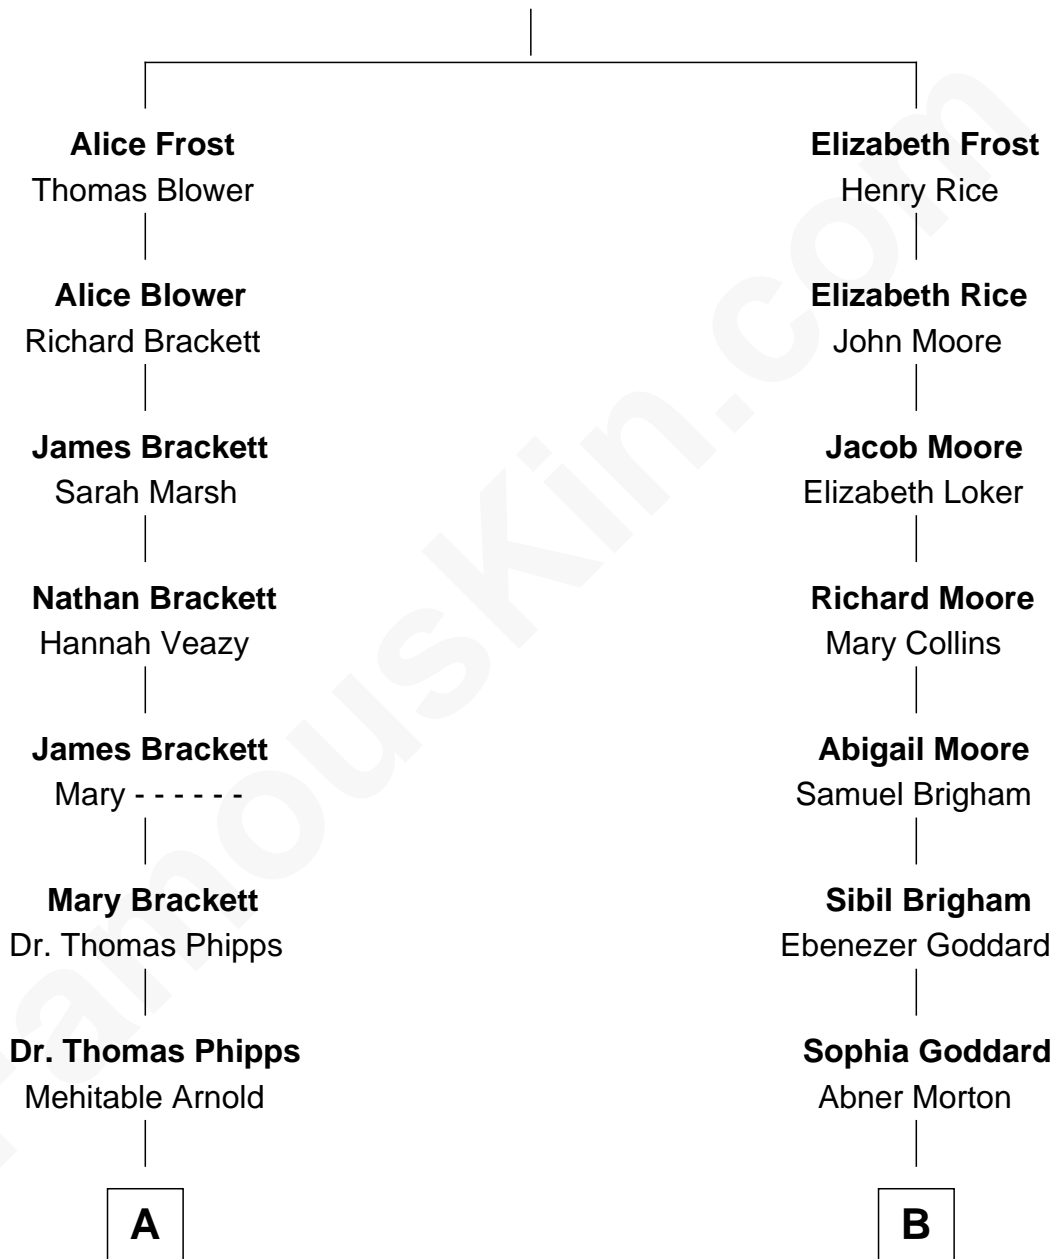 Alice Frost
Thomas Blower
Elizabeth Frost
Henry Rice
Alice Blower
Richard Brackett
Elizabeth Rice
John Moore
James Brackett
Sarah Marsh
Jacob Moore
Elizabeth Loker
Nathan Brackett
Hannah Veazy
Richard Moore
Mary Collins
James Brackett
Mary - - - - - -
Abigail Moore
Samuel Brigham
Mary Brackett
Dr. Thomas Phipps
Sibil Brigham
Ebenezer Goddard
Dr. Thomas Phipps
Mehitable Arnold
Sophia Goddard
Abner Morton
A
B
FamousKin.com